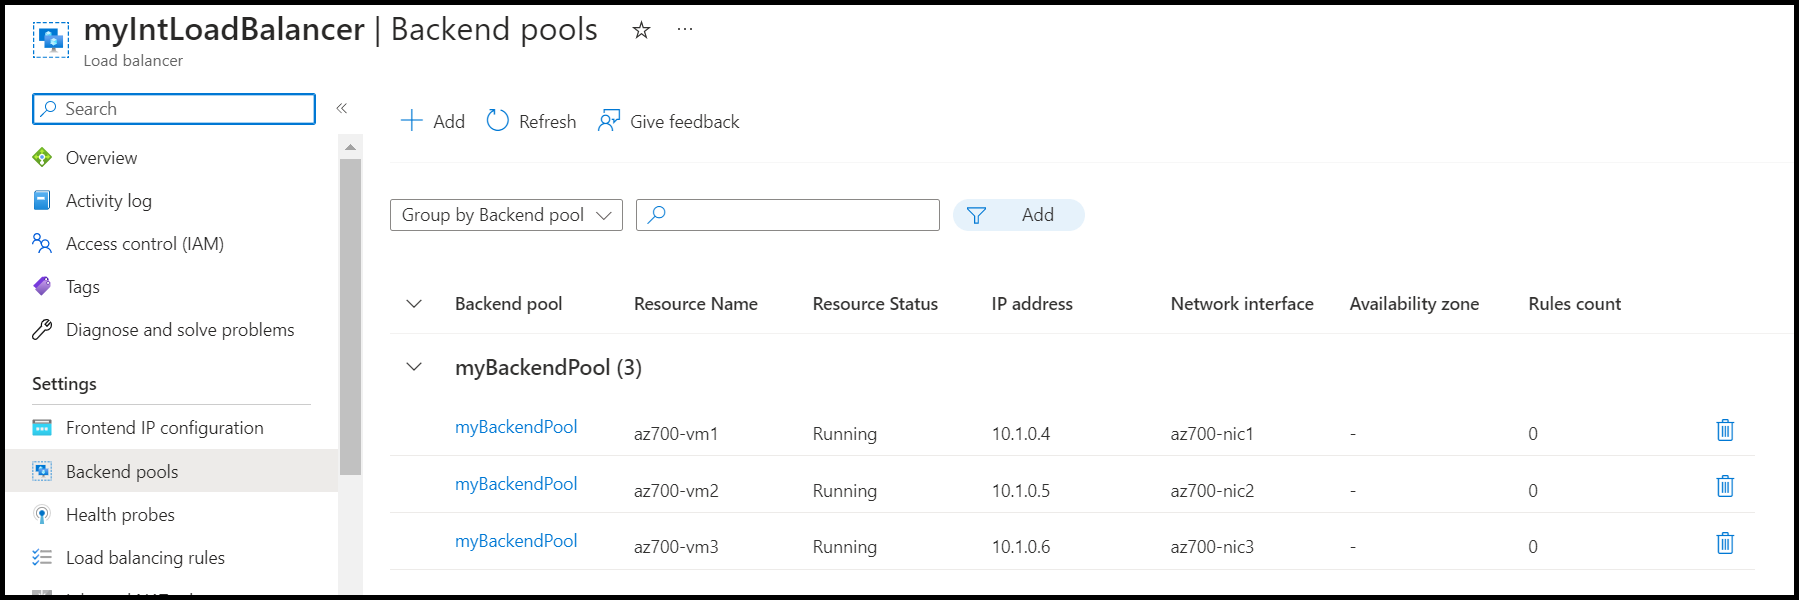 myIntLoadBalancer | Backend pools ☆ ···
Load balancer
Search «
Add Refresh Give feedback
Overview
Activity log
Access control (IAM)
Tags
Diagnose and solve problems
Settings
Frontend IP configuration
Backend pools
Health probes
Load balancing rules
Group by Backend pool Add
Backend pool Resource Name Resource Status IP address Network interface Availability zone Rules count
myBackendPool (3)
myBackendPool az700-vm1 Running 10.1.0.4 az700-nic1 - 0
myBackendPool az700-vm2 Running 10.1.0.5 az700-nic2 - 0
myBackendPool az700-vm3 Running 10.1.0.6 az700-nic3 - 0